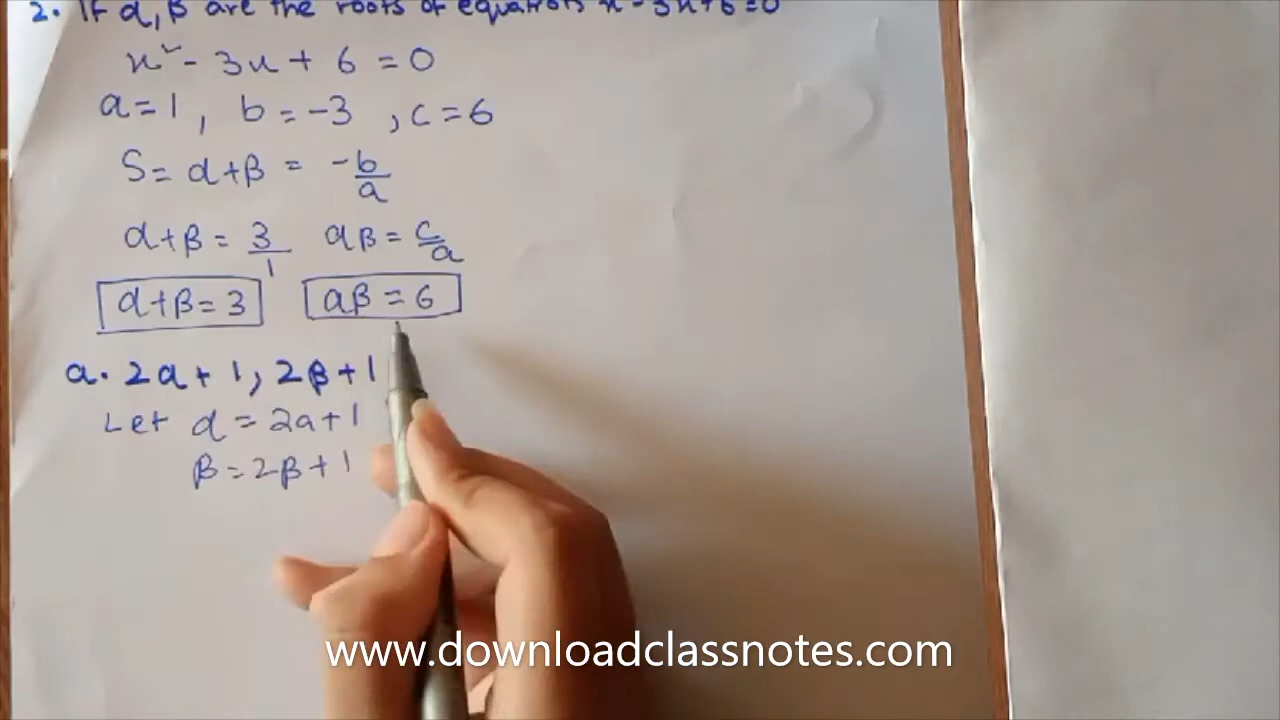 2. If α, β are the roots of equation x² - 3x + 6 = 0
x² - 3x + 6 = 0
a = 1, b = -3, c = 6
S = α + β = -b/a
α + β = 3/1 αβ = c/a
α + β = 3 αβ = 6
a. 2α + 1, 2β + 1
Let α = 2α + 1
β = 2β + 1
www.downloadclassnotes.com